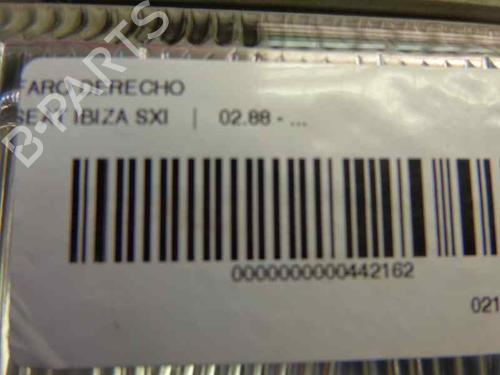 FARO DERECHO
SEAT IBIZA SXI | 02.88 - ...
0000000000442162
021
B-PARTS